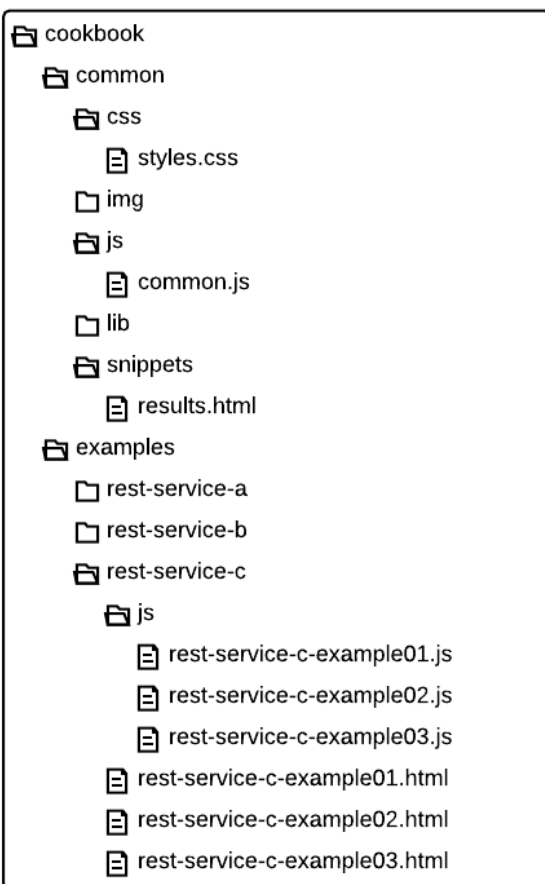 cookbook
common
css
styles.css
img
js
common.js
lib
snippets
results.html
examples
rest-service-a
rest-service-b
rest-service-c
js
rest-service-c-example01.js
rest-service-c-example02.js
rest-service-c-example03.js
rest-service-c-example01.html
rest-service-c-example02.html
rest-service-c-example03.html